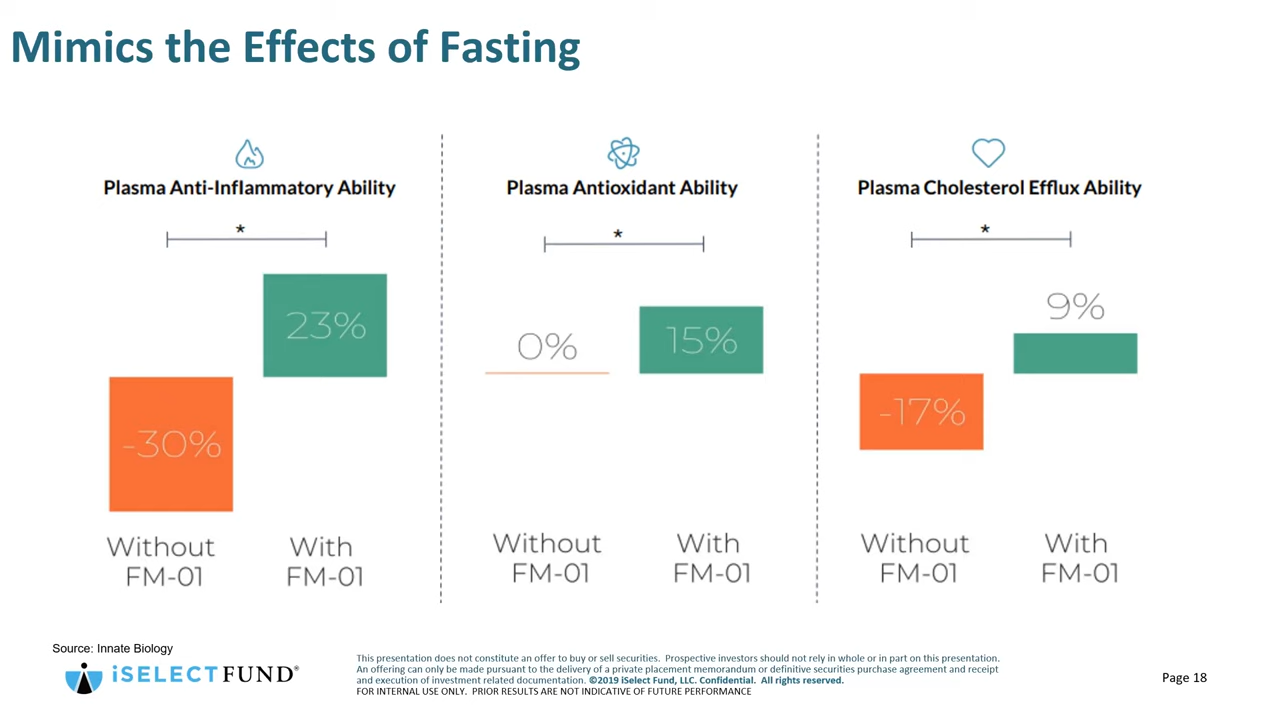 Mimics the Effects of Fasting
Plasma Anti-Inflammatory Ability
*
23%
-30%
Without
FM-01
With
FM-01
Plasma Antioxidant Ability
*
0%
15%
Without
FM-01
With
FM-01
Plasma Cholesterol Efflux Ability
*
9%
-17%
Without
FM-01
With
FM-01
Source: Innate Biology
iSELECTFUND®
This presentation does not constitute an offer to buy or sell securities. Prospective investors should not rely in whole or in part on this presentation.
An offering can only be made pursuant to the delivery of a private placement memorandum or definitive securities purchase agreement and receipt
and execution of investment related documentation. ©2019 iSelect Fund, LLC. Confidential. All rights reserved.
FOR INTERNAL USE ONLY. PRIOR RESULTS ARE NOT INDICATIVE OF FUTURE PERFORMANCE
Page 18